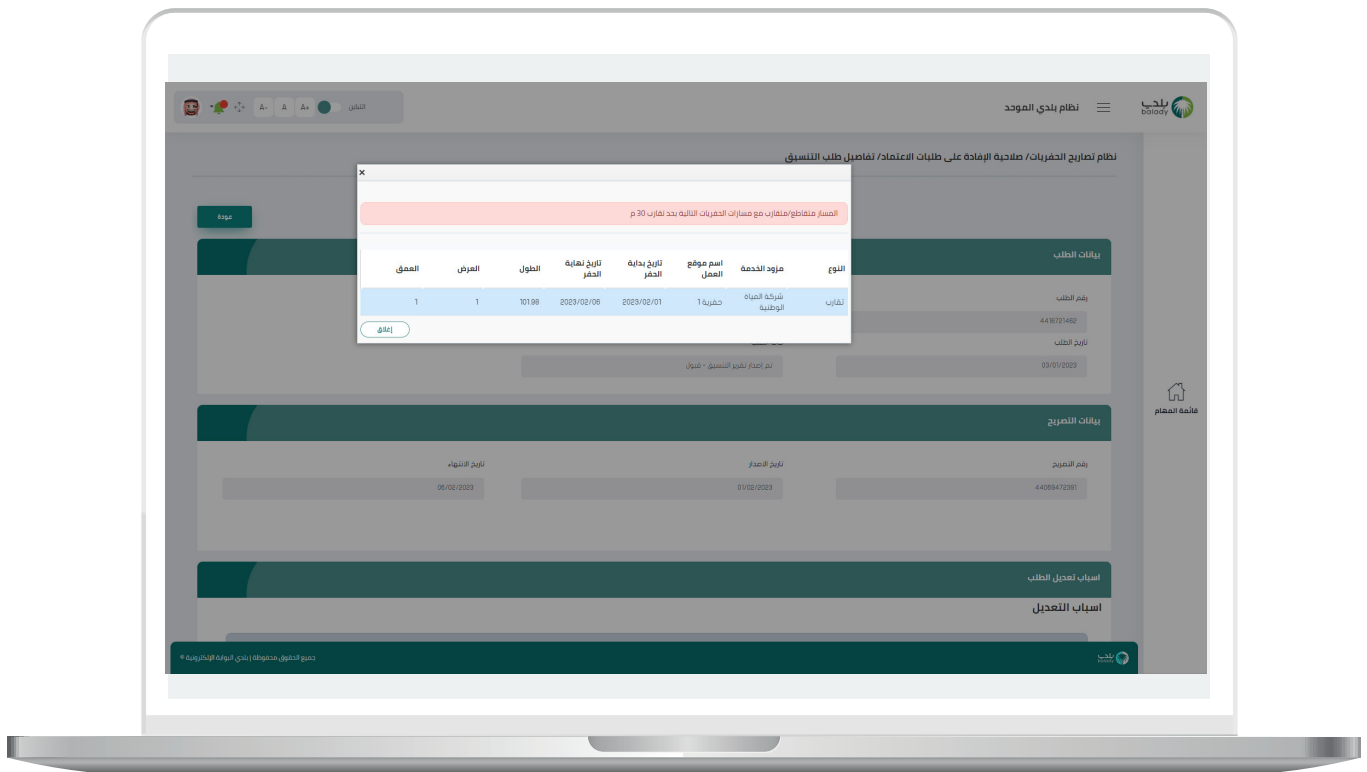 بلدي
balady
نظام بلدي الموحد
التباين
A+
A
A-
نظام تصاريح الحفريات/ صلاحية الإفادة على طلبات الاعتماد/ تفاصيل طلب التنسيق
عودة
×
المسار متقاطع/متقارب مع مسارات الحفريات التالية بحد تقارب 30 م
النوع مزود الخدمة اسم موقع العمل تاريخ بداية الحفر تاريخ نهاية الحفر الطول العرض العمق
تقارب شركة المياه الوطنية حفرية 1 2023/02/01 2023/02/06 101.98 1 1
إغلاق
بيانات الطلب
رقم الطلب
4416721462
تاريخ الطلب
03/01/2023
تم إصدار تقرير التنسيق - قبول
قائمة المهام
بيانات التصريح
رقم التصريح تاريخ الاصدار تاريخ الانتهاء
44059472391 01/02/2023 06/02/2023
اسباب تعديل الطلب
اسباب التعديل
بلدي
balady
جميع الحقوق محفوظة | بلدي البوابة الإلكترونية ©